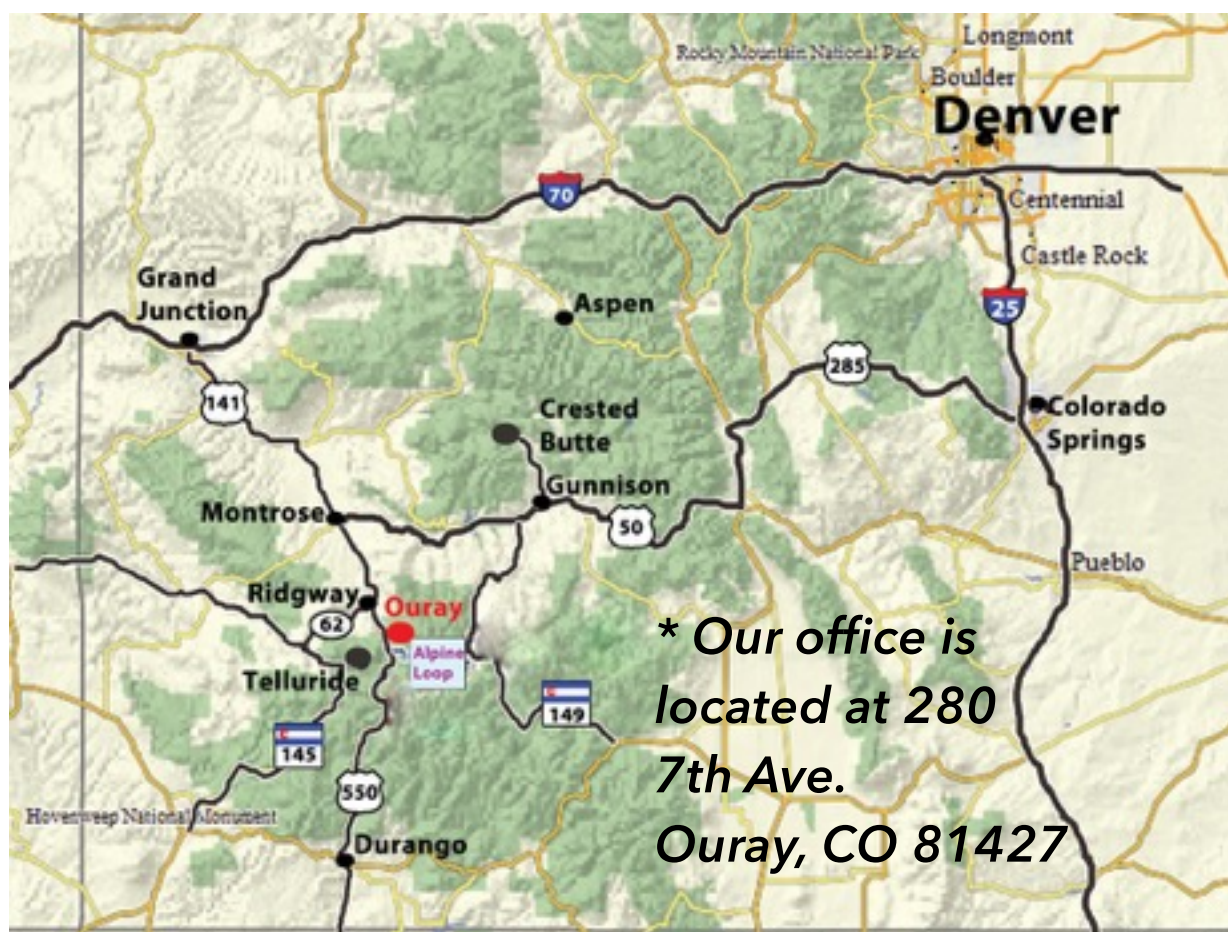 Longmont
Rocky Mountain National Park
Boulder
Denver
70
Centennial
Castle Rock
Grand
Junction
Aspen
25
285
141
Crested
Butte
Colorado
Springs
Gunnison
Montrose
50
Pueblo
Ridgway
Ouray
62
Alpine
Loop
Telluride
149
145
550
Hovenweep National Monument
Durango
* Our office is
located at 280
7th Ave.
Ouray, CO 81427